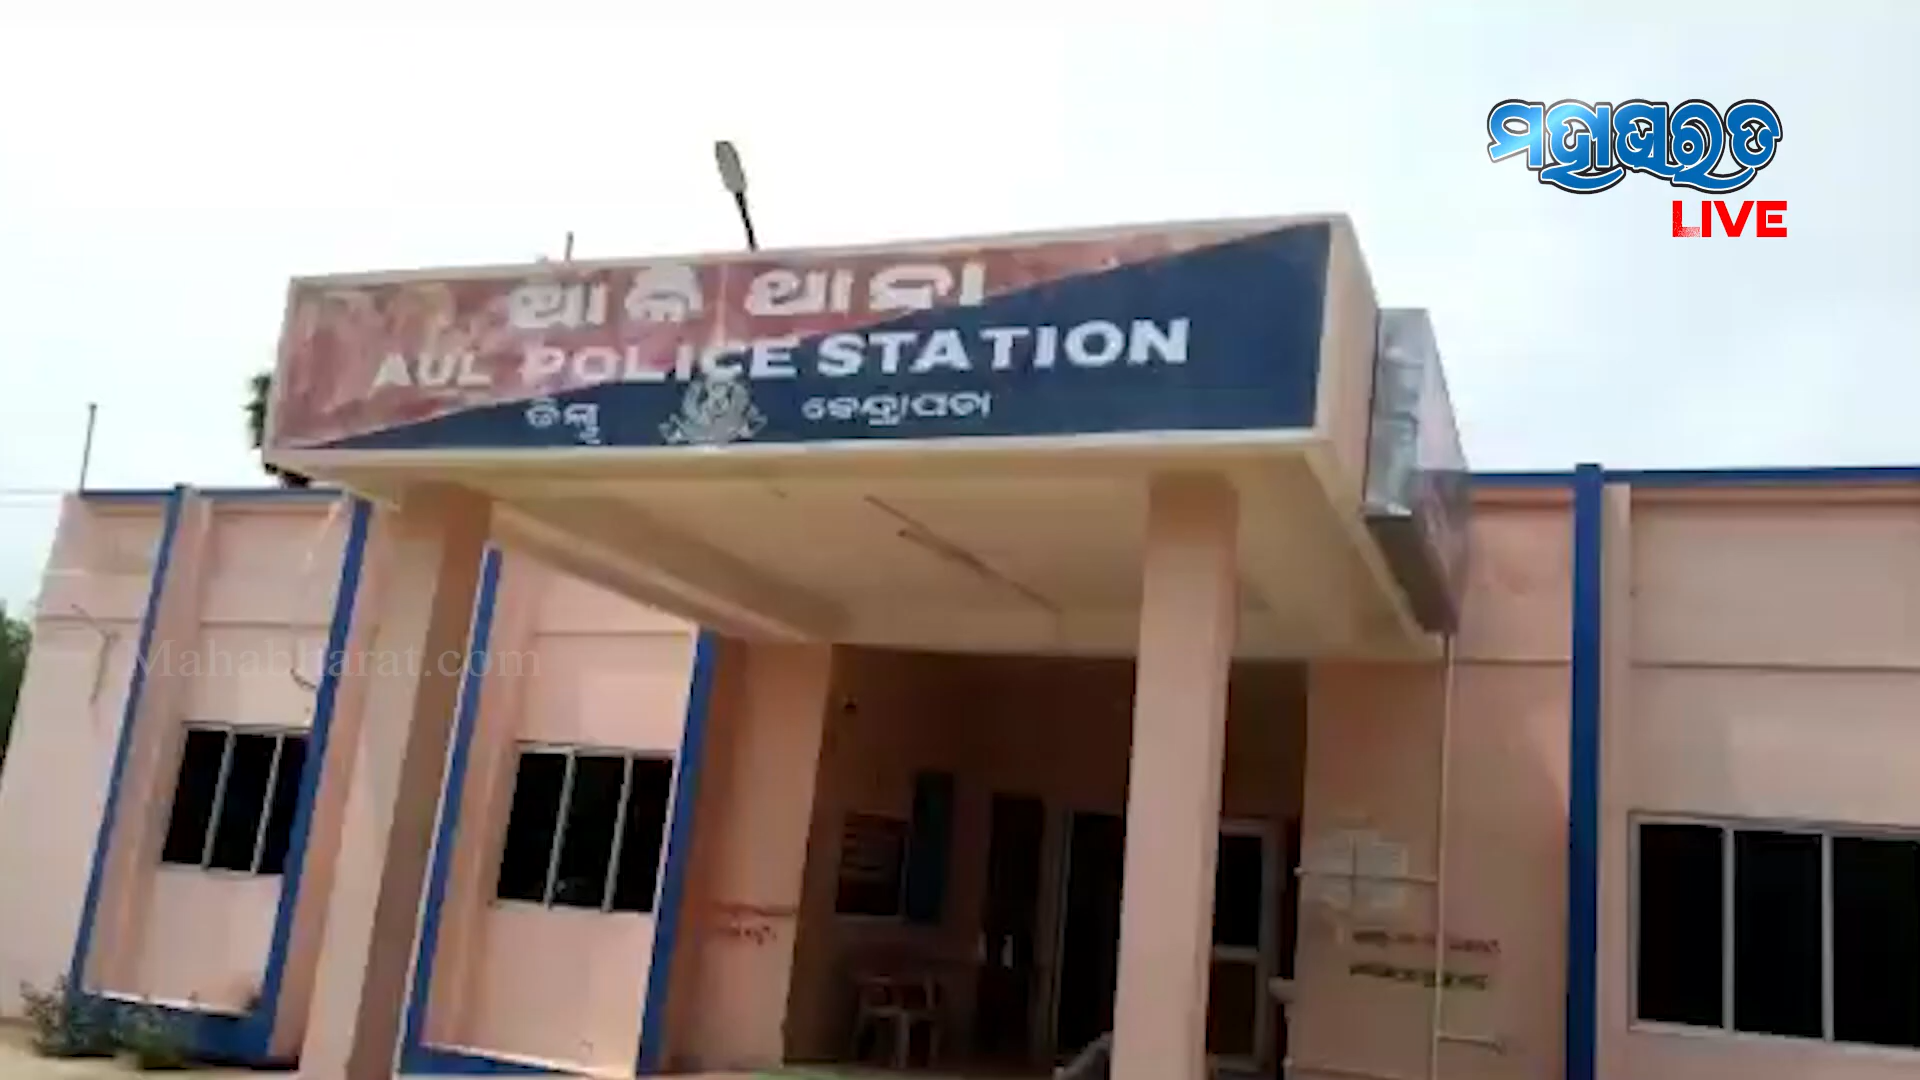 ମହାଭାରତ
LIVE
ଆଳି ଥାନା
AUL POLICE STATION
ଜିଲ୍ଲା କେନ୍ଦ୍ରାପଡା
Mahabharat.com